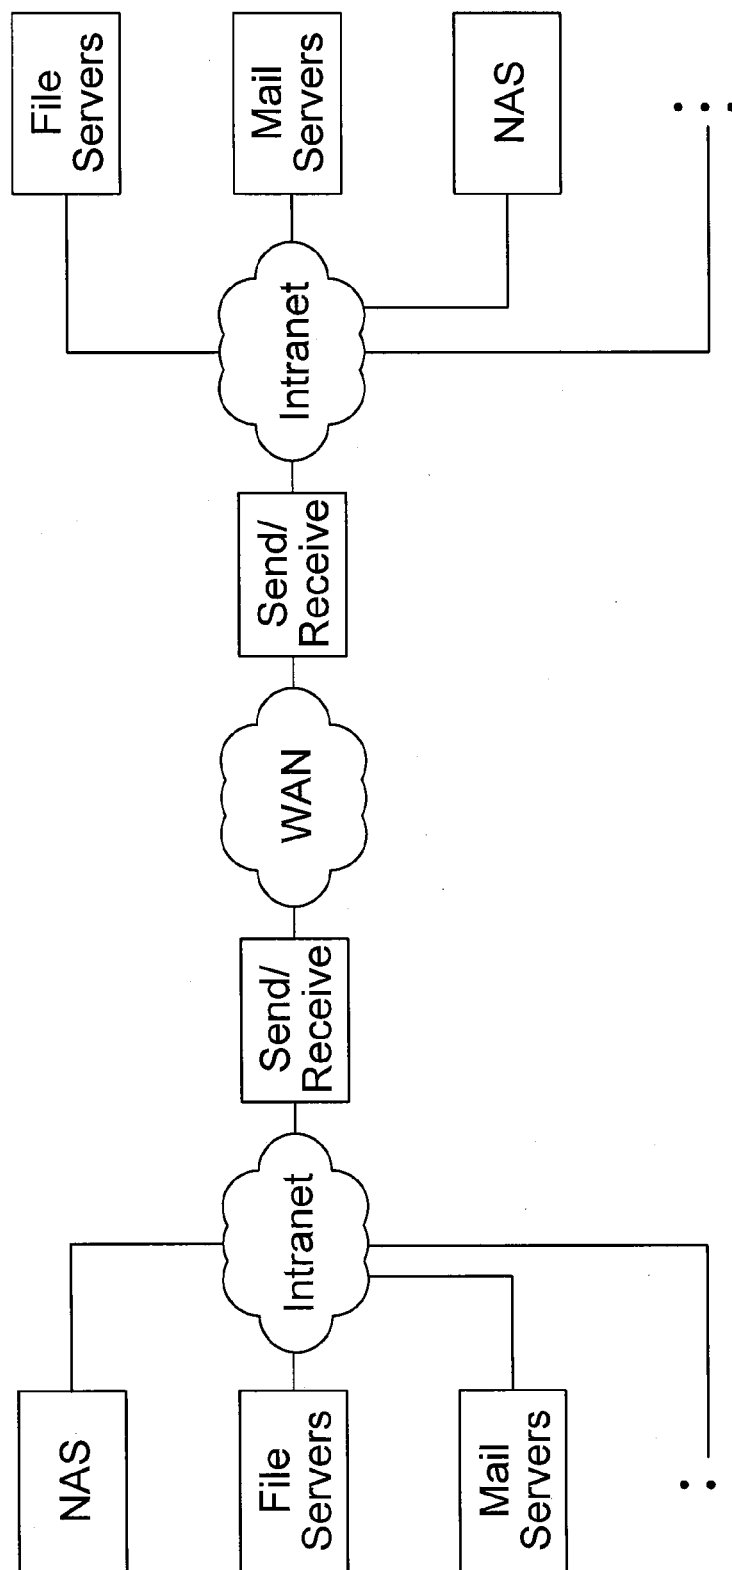 NAS
File
Servers
File
Servers
Intranet
Send/
Receive
WAN
Send/
Receive
Intranet
Mail
Servers
Mail
Servers
NAS